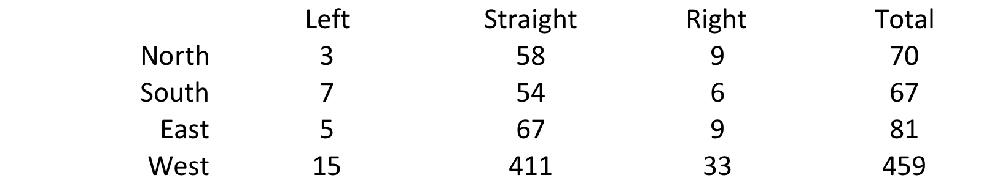 Left Straight Right Total
North 3 58 9 70
South 7 54 6 67
East 5 67 9 81
West 15 411 33 459